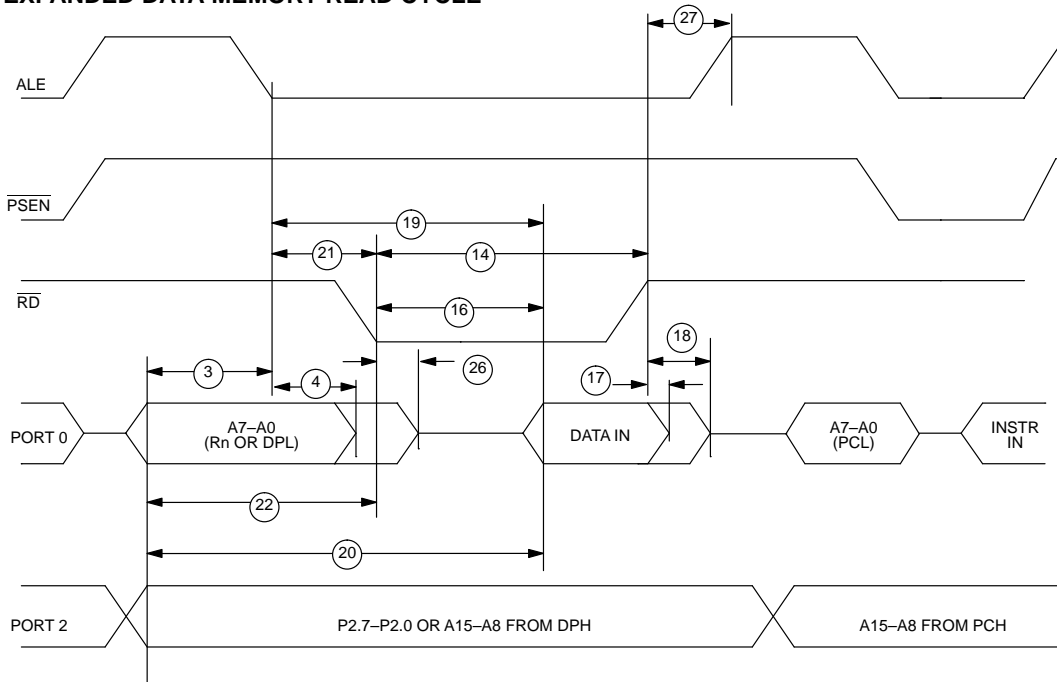 EXPANDED DATA MEMORY READ CYCLE
27
ALE
PSEN
19
21
14
RD
16
18
3
4
26
17
PORT 0
A7–A0
(Rn OR DPL)
DATA IN
A7–A0
(PCL)
INSTR
IN
22
20
PORT 2
P2.7–P2.0 OR A15–A8 FROM DPH
A15–A8 FROM PCH